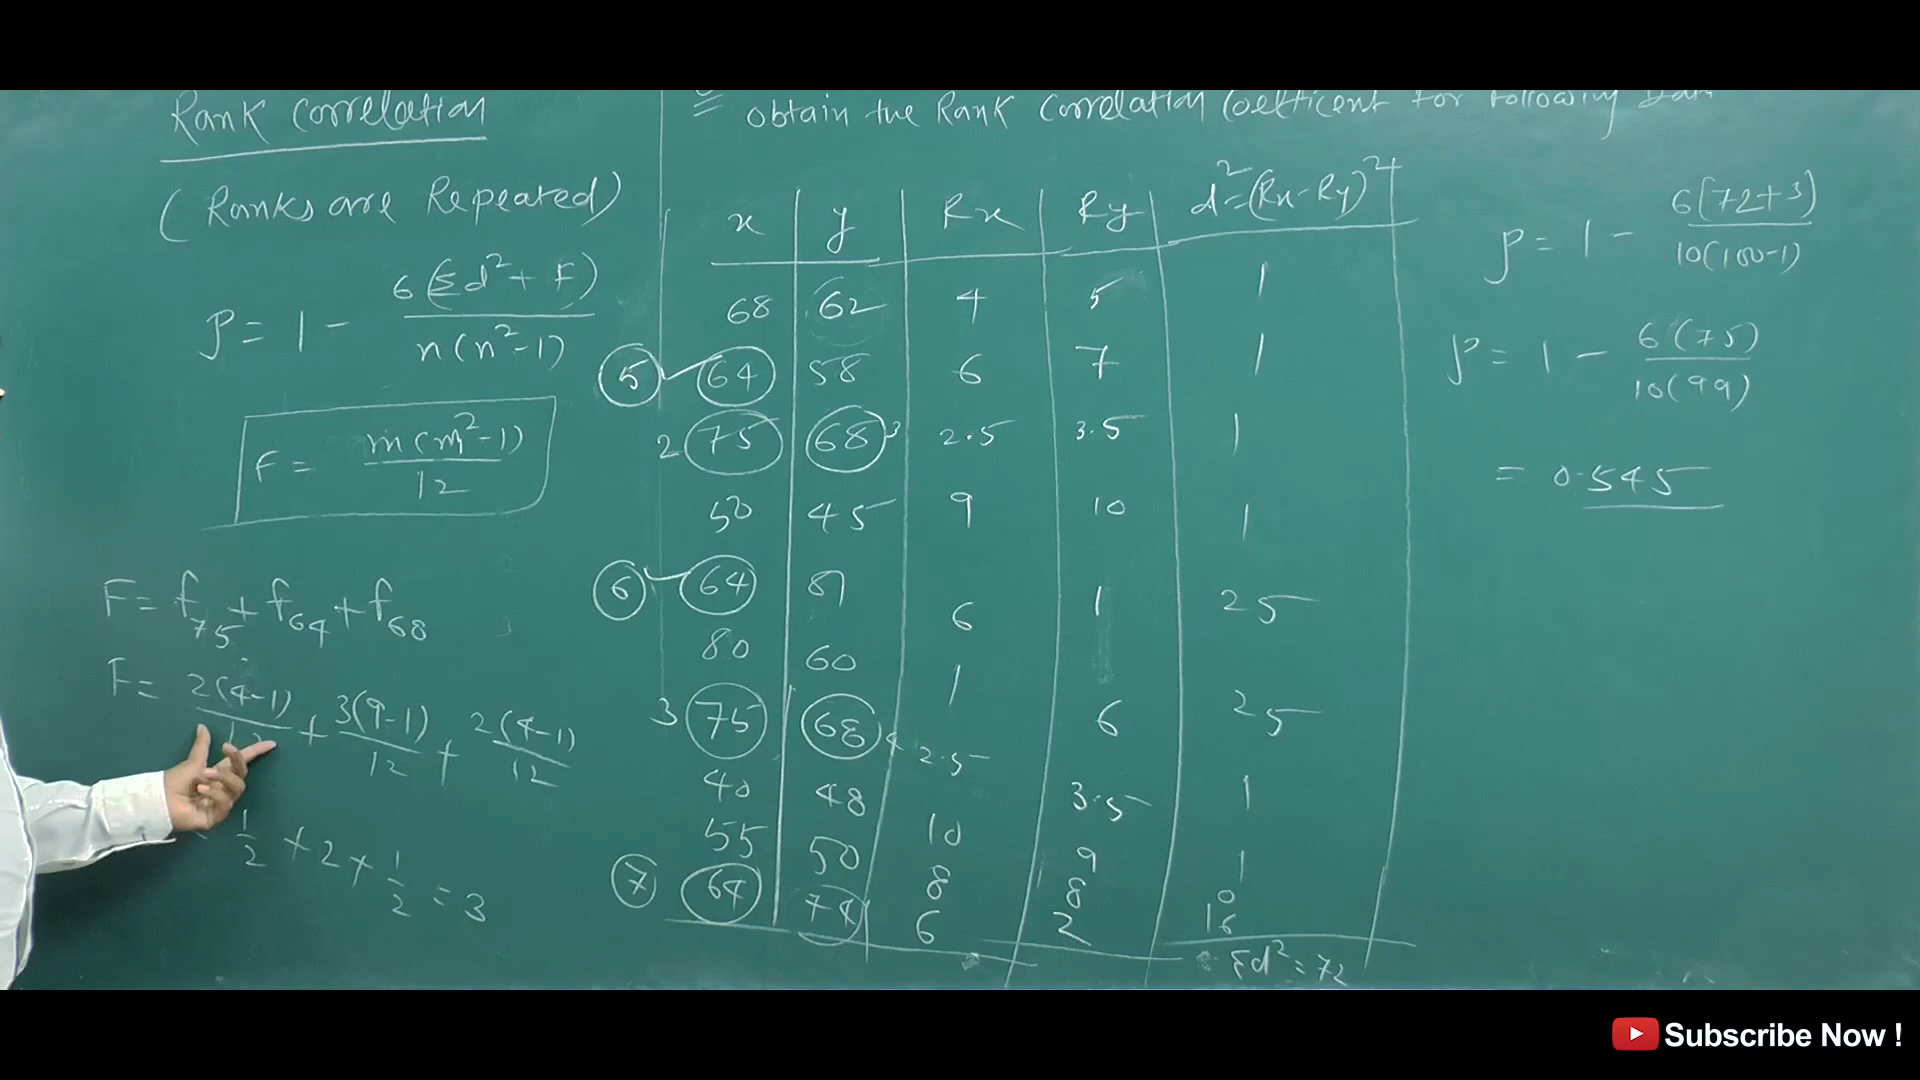 Rank Correlation
(Ranks are Repeated)
ρ = 1 - 6(Σd² + F) / n(n²-1)
F = m(m²-1) / 12
F = f75 + f64 + f68
F = 2(4-1)/12 + 3(9-1)/12 + 2(4-1)/12
= 1/2 + 2 + 1/2 = 3
obtain the Rank Correlation Coefficent for following
x y Rx Ry d²=(Rx-Ry)²
68 62 4 5 1
5 64 58 6 7 1
2 75 68 3 2.5 3.5 1
50 45 9 10 1
6 64 81 6 1 25
80 60 1 6 25
3 75 68 4 2.5 3.5 1
40 48 10 9 1
55 50 8 8 0
7 64 74 6 2 16
Σd² = 72
ρ = 1 - 6(72+3) / 10(100-1)
ρ = 1 - 6(75) / 10(99)
= 0.545
Subscribe Now !